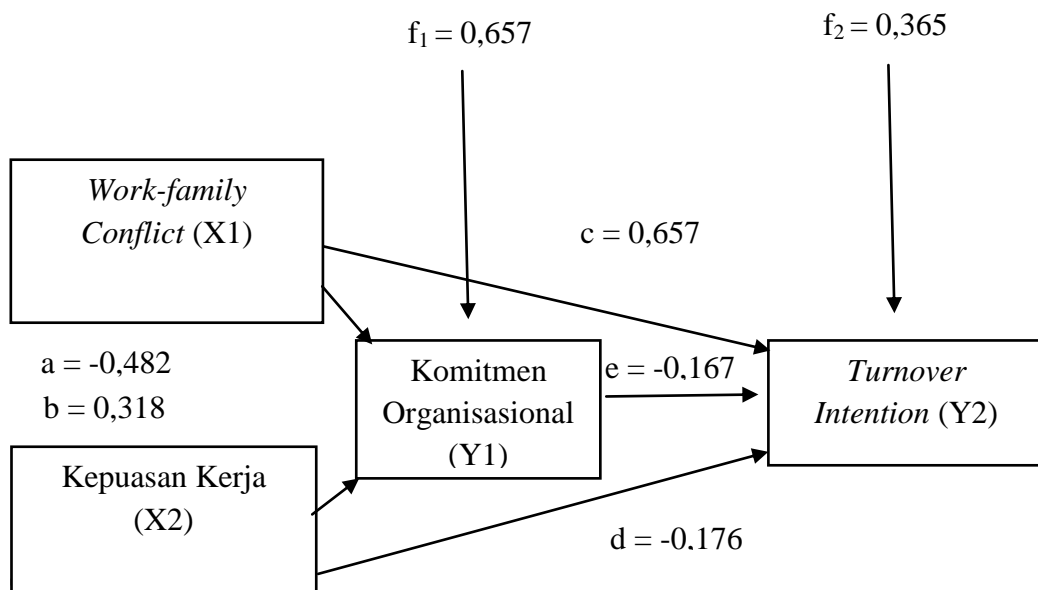 f₁ = 0,657
f₂ = 0,365
Work-family
Conflict (X1)
c = 0,657
a = -0,482
b = 0,318
Komitmen
Organisasional
(Y1)
e = -0,167
Turnover
Intention (Y2)
Kepuasan Kerja
(X2)
d = -0,176